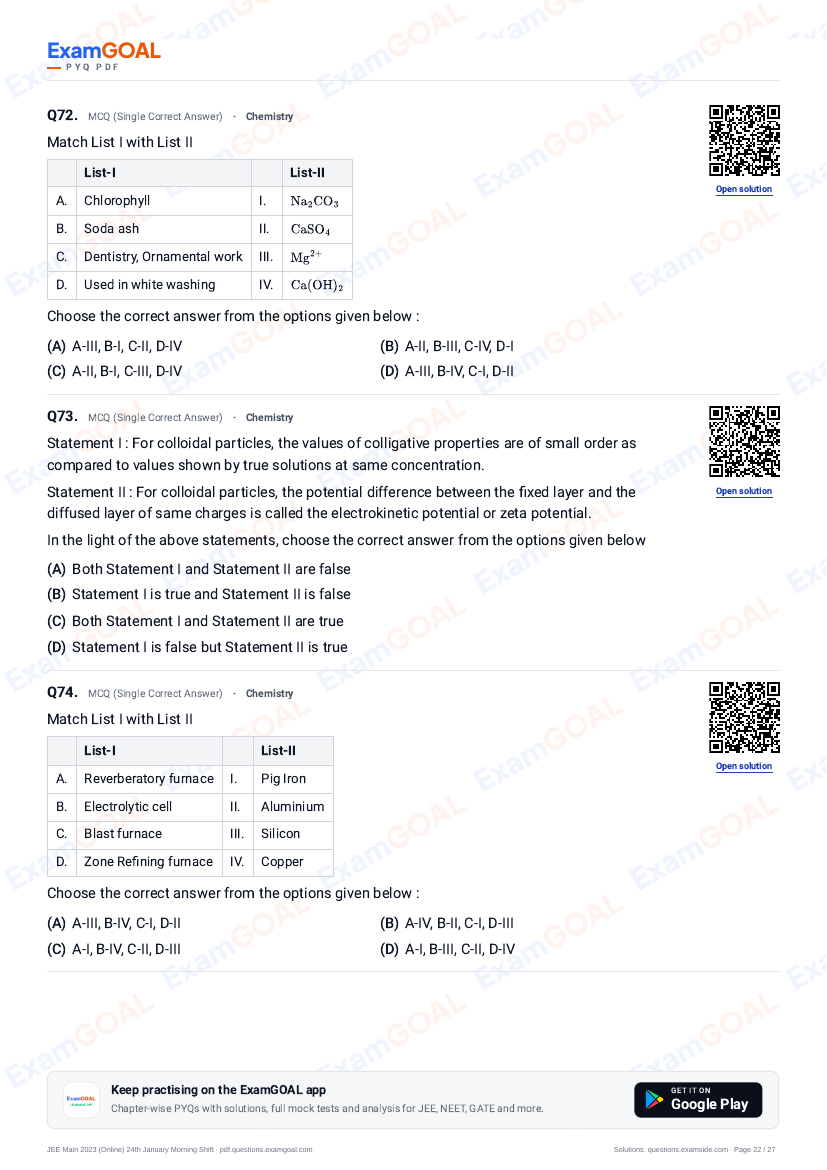 ExamGOAL
PYQ PDF
Q72. MCQ (Single Correct Answer) · Chemistry
Open solution
Match List I with List II
List-I List-II
A. Chlorophyll I. Na₂CO₃
B. Soda ash II. CaSO₄
C. Dentistry, Ornamental work III. Mg²⁺
D. Used in white washing IV. Ca(OH)₂
Choose the correct answer from the options given below :
(A) A-III, B-I, C-II, D-IV (B) A-II, B-III, C-IV, D-I
(C) A-II, B-I, C-III, D-IV (D) A-III, B-IV, C-I, D-II
Q73. MCQ (Single Correct Answer) · Chemistry
Open solution
Statement I : For colloidal particles, the values of colligative properties are of small order as
compared to values shown by true solutions at same concentration.
Statement II : For colloidal particles, the potential difference between the fixed layer and the
diffused layer of same charges is called the electrokinetic potential or zeta potential.
In the light of the above statements, choose the correct answer from the options given below
(A) Both Statement I and Statement II are false
(B) Statement I is true and Statement II is false
(C) Both Statement I and Statement II are true
(D) Statement I is false but Statement II is true
Q74. MCQ (Single Correct Answer) · Chemistry
Open solution
Match List I with List II
List-I List-II
A. Reverberatory furnace I. Pig Iron
B. Electrolytic cell II. Aluminium
C. Blast furnace III. Silicon
D. Zone Refining furnace IV. Copper
Choose the correct answer from the options given below :
(A) A-III, B-IV, C-I, D-II (B) A-IV, B-II, C-I, D-III
(C) A-I, B-IV, C-II, D-III (D) A-I, B-III, C-II, D-IV
ExamGOAL
Keep practising on the ExamGOAL app
Chapter-wise PYQs with solutions, full mock tests and analysis for JEE, NEET, GATE and more.
GET IT ON
Google Play
JEE Main 2023 (Online) 24th January Morning Shift · pdf.questions.examgoal.com Solutions: questions.examside.com · Page 22 / 27